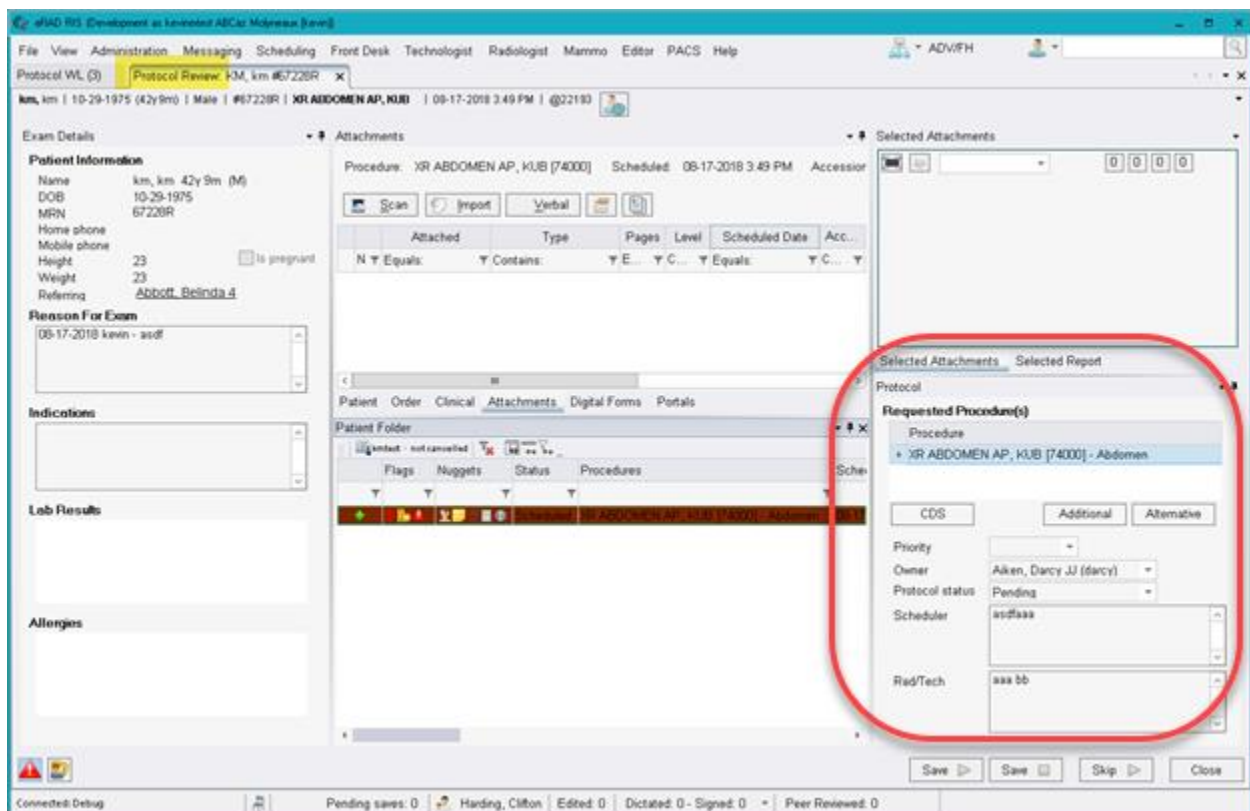 eRAD RIS (Development as kevinotest ABCaz Molyneaux [kevin])
File View Administration Messaging Scheduling Front Desk Technologist Radiologist Mammo Editor PACS Help
ADV/FH
Protocol WL (3)
Protocol Review: KM, km #67228R
km, km | 10-29-1975 (42y9m) | Male | #67228R | XR ABDOMEN AP, KUB | 08-17-2018 3:49 PM | @22193
Exam Details
Patient Information
Name km, km 42y 9m (M)
DOB 10-29-1975
MRN 67228R
Home phone
Mobile phone
Height 23
Is pregnant
Weight 23
Referring Abbott, Belinda 4
Reason For Exam
08-17-2018 kevin - asdf
Indications
Lab Results
Allergies
Attachments
Procedure: XR ABDOMEN AP, KUB [74000] Scheduled: 08-17-2018 3:49 PM Accession
Scan Import Verbal
Attached Type Pages Level Scheduled Date Acc...
N Equals: Contains: E... C... Equals: C...
Patient Order Clinical Attachments Digital Forms Portals
Patient Folder
- not cancelled
Flags Nuggets Status Procedures Sche
Scheduled XR ABDOMEN AP, KUB [74000] - Abdomen
Selected Attachments
0 0 0 0
Selected Attachments Selected Report
Protocol
Requested Procedure(s)
Procedure
XR ABDOMEN AP, KUB [74000] - Abdomen
CDS Additional Alternative
Priority
Owner Aiken, Darcy JJ (darcy)
Protocol status Pending
Scheduler asdfaaa
Rad/Tech aaa bb
Save Save Skip Close
Connected: Debug
Pending saves: 0 Harding, Clifton Edited: 0 Dictated: 0 - Signed: 0 Peer Reviewed: 0